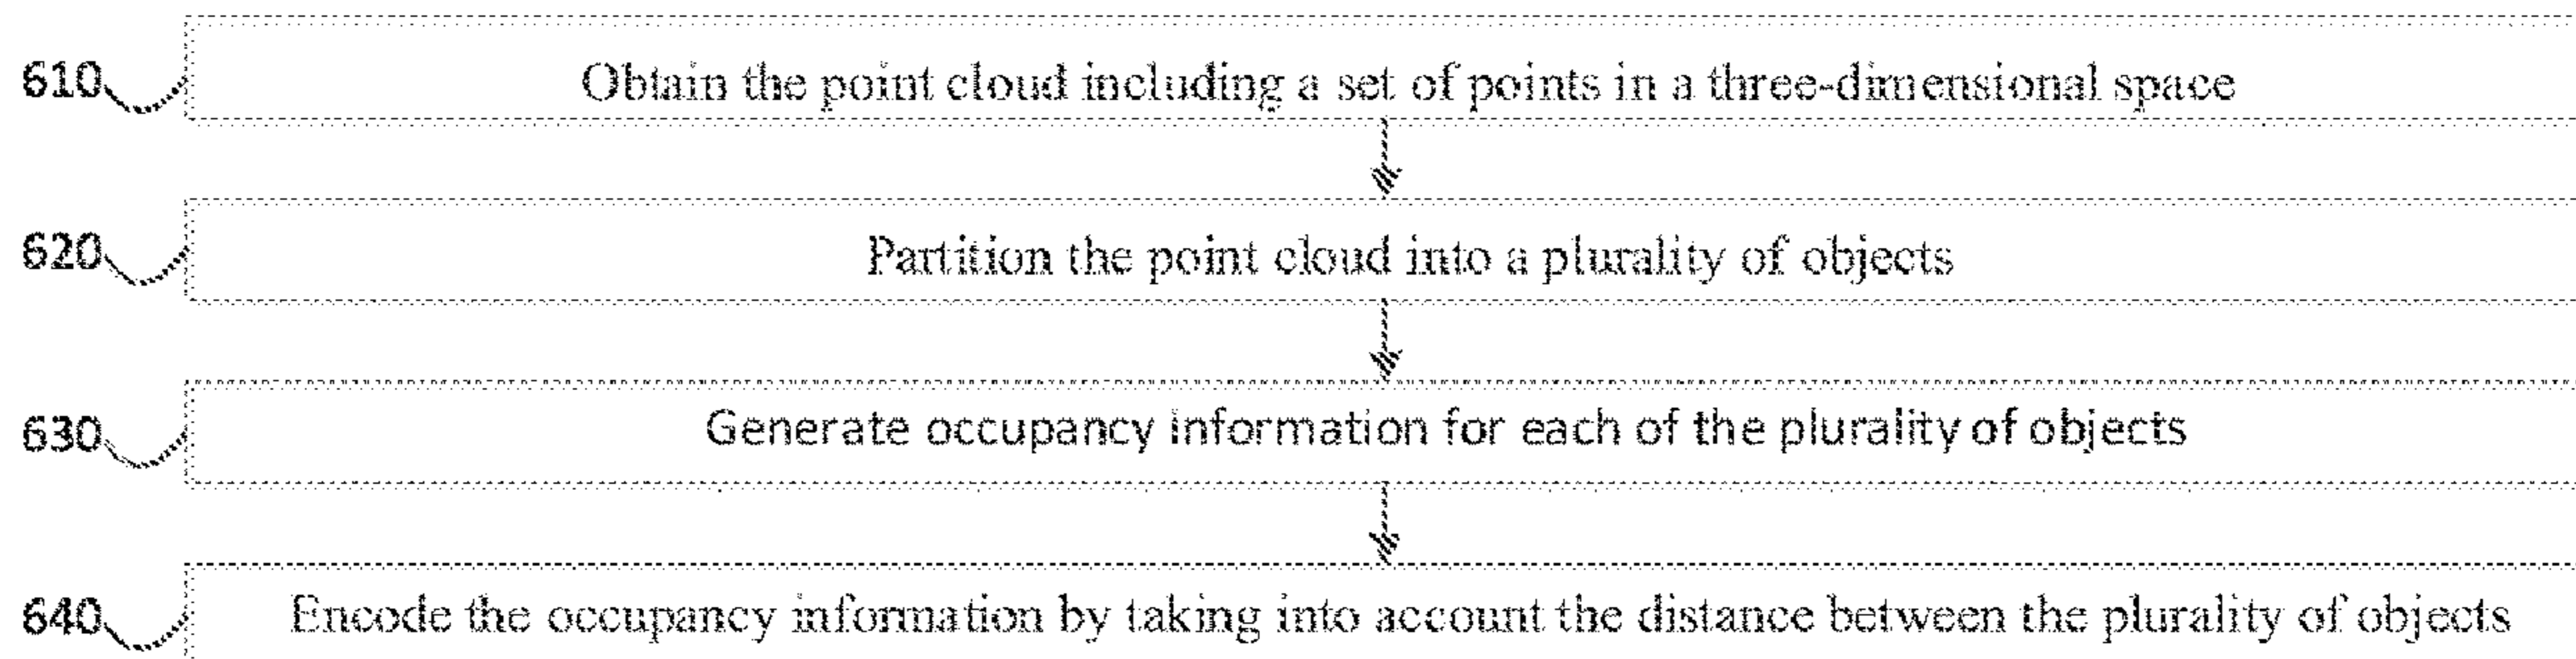 610 Obtain the point cloud including a set of points in a three-dimensional space
620 Partition the point cloud into a plurality of objects
630 Generate occupancy information for each of the plurality of objects
640 Encode the occupancy information by taking into account the distance between the plurality of objects